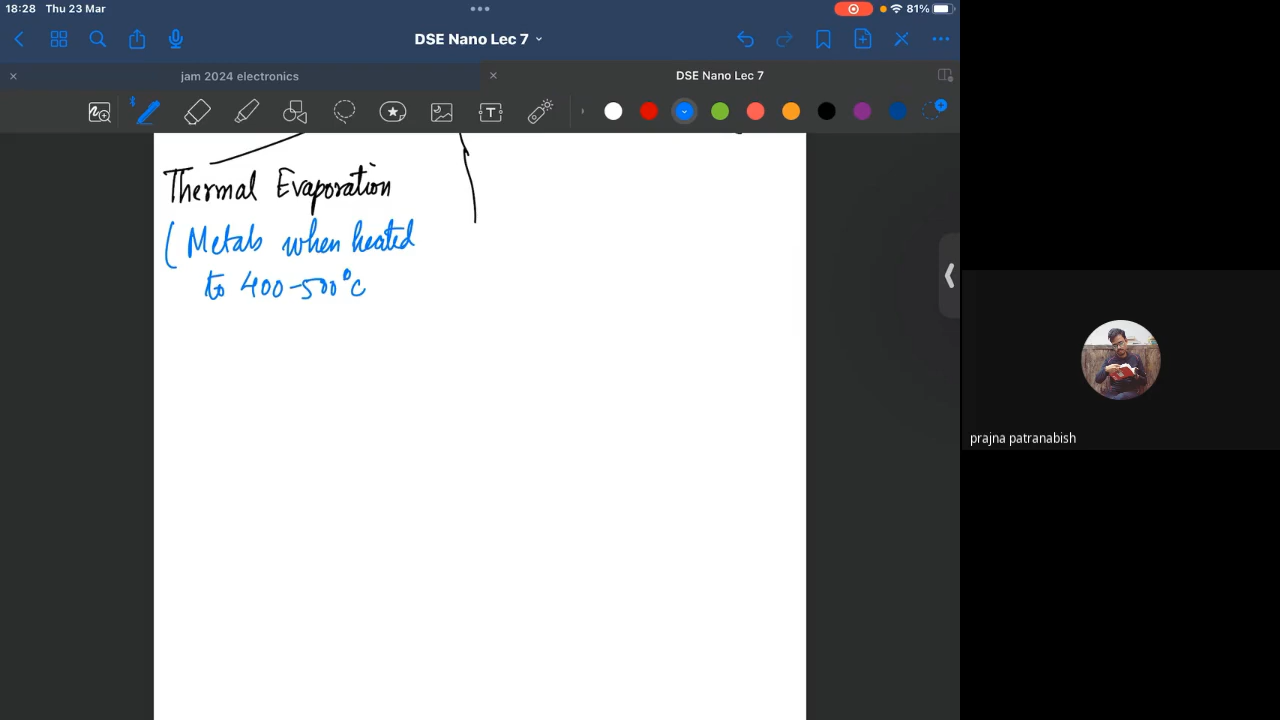 18:28 Thu 23 Mar
81%
DSE Nano Lec 7
jam 2024 electronics
DSE Nano Lec 7
T
Thermal Evaporation
( Metals when heated
to 400-500°C
prajna patranabish